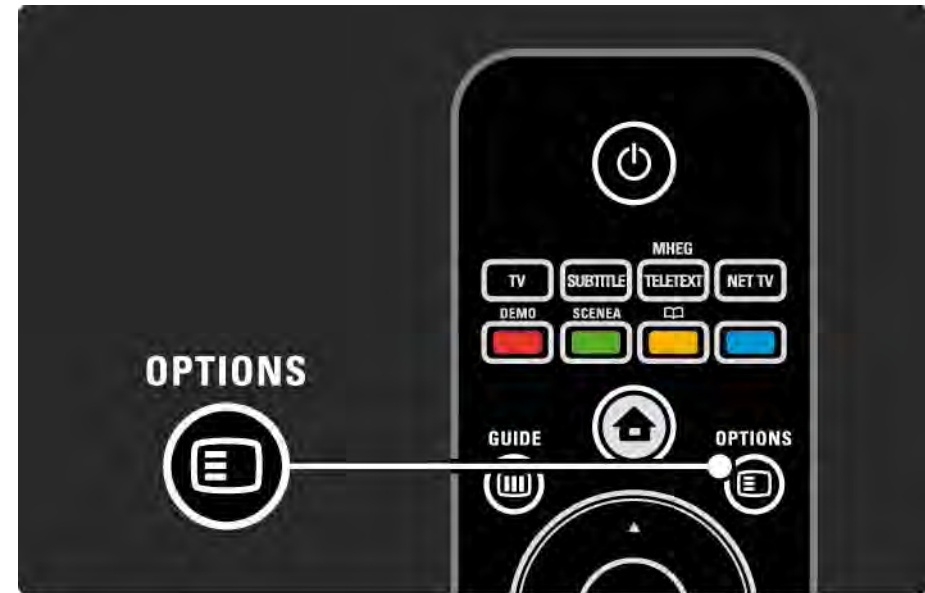 MHEG
TV SUBTITLE TELETEXT NET TV
DEMO SCENEA
OPTIONS
GUIDE OPTIONS